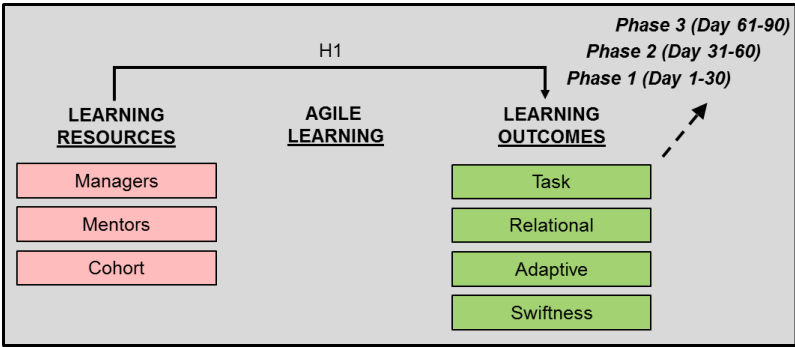 Phase 3 (Day 61-90)
Phase 2 (Day 31-60)
Phase 1 (Day 1-30)
H1
LEARNING
RESOURCES
AGILE
LEARNING
LEARNING
OUTCOMES
Managers
Mentors
Cohort
Task
Relational
Adaptive
Swiftness